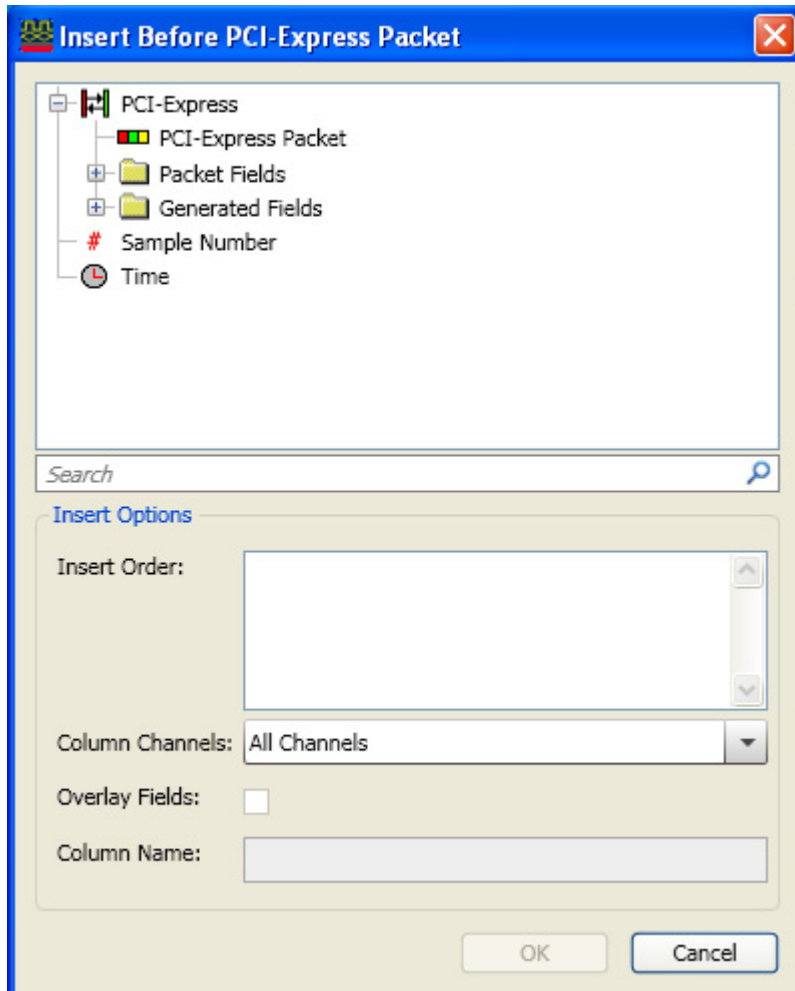 Insert Before PCI-Express Packet
PCI-Express
PCI-Express Packet
Packet Fields
Generated Fields
# Sample Number
Time
Search
Insert Options
Insert Order:
Column Channels: All Channels
Overlay Fields:
Column Name:
OK Cancel